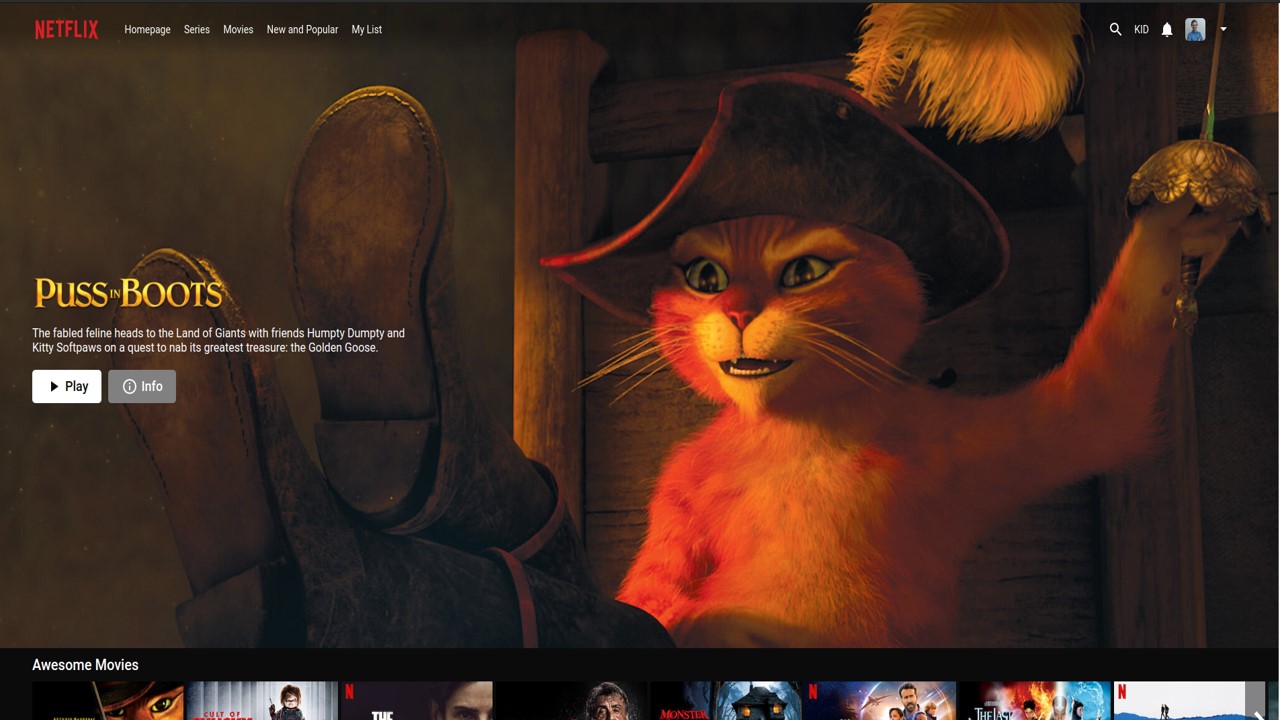 NETFLIX
Homepage
Series
Movies
New and Popular
My List
KID
PUSS IN BOOTS
The fabled feline heads to the Land of Giants with friends Humpty Dumpty and
Kitty Softpaws on a quest to nab its greatest treasure: the Golden Goose.
Play
Info
Awesome Movies
CULT OF
N
THE
MONSTER
N
THE LAST
N